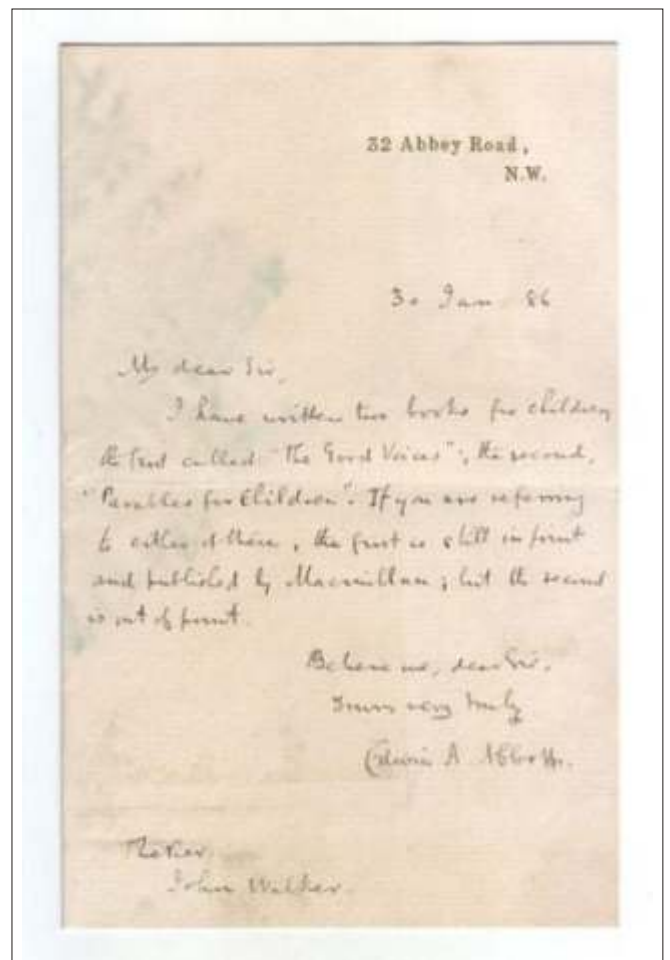 32 Abbey Road,
N.W.
30 Jan 86
My dear Sir,
I have written two books for children
the first called "The Good Voices"; the second,
"Parables for Children". If you are referring
to either of these, the first is still in print
and published by Macmillan; but the second
is out of print.
Believe me, dear Sir,
Yours very truly
Edwin A Abbott.
The Rev.
John Walker.